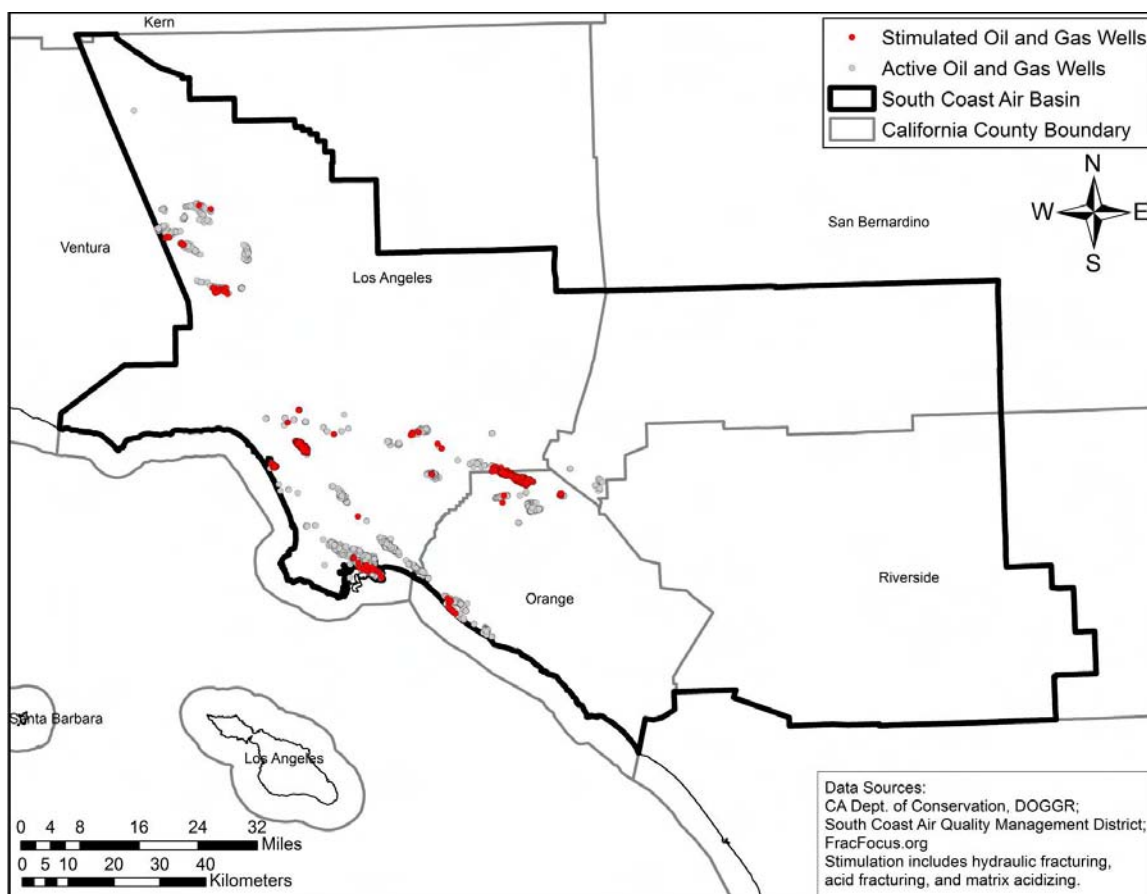 Kern
Stimulated Oil and Gas Wells
Active Oil and Gas Wells
South Coast Air Basin
California County Boundary
N
W E
S
San Bernardino
Ventura
Los Angeles
Riverside
Orange
Santa Barbara
Los Angeles
0 4 8 16 24 32
Miles
0 5 10 20 30 40
Kilometers
Data Sources:
CA Dept. of Conservation, DOGGR;
South Coast Air Quality Management District;
FracFocus.org
Stimulation includes hydraulic fracturing,
acid fracturing, and matrix acidizing.